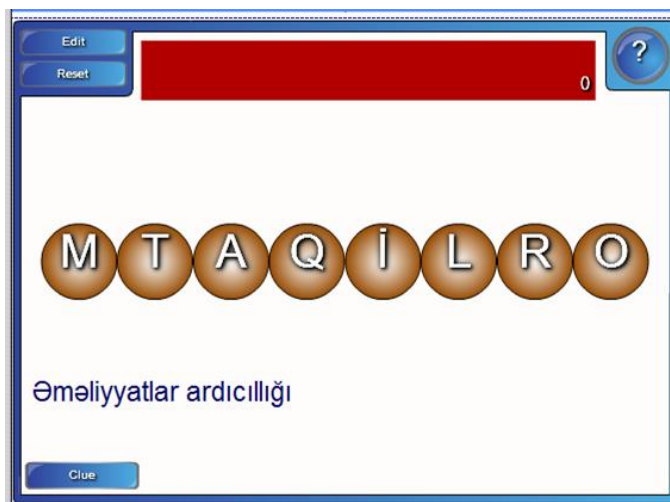 Edit
Reset
?
0
M T A Q İ L R O
Əməliyyatlar ardıcıllığı
Clue